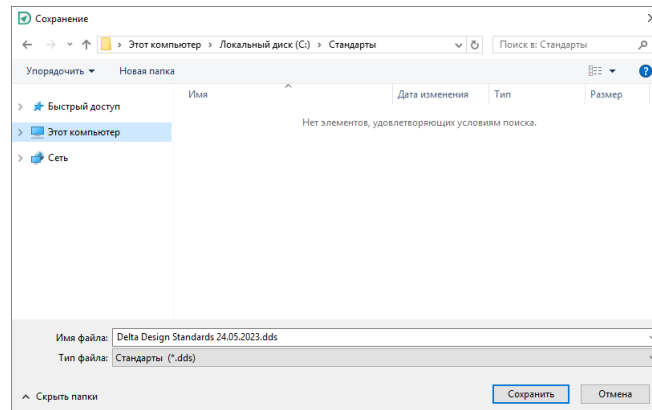 Сохранение
Этот компьютер › Локальный диск (C:) › Стандарты
Поиск в: Стандарты
Упорядочить Новая папка
Имя Дата изменения Тип Размер
Нет элементов, удовлетворяющих условиям поиска.
Быстрый доступ
Этот компьютер
Сеть
Имя файла: Delta Design Standards 24.05.2023.dds
Тип файла: Стандарты (*.dds)
Скрыть папки Сохранить Отмена